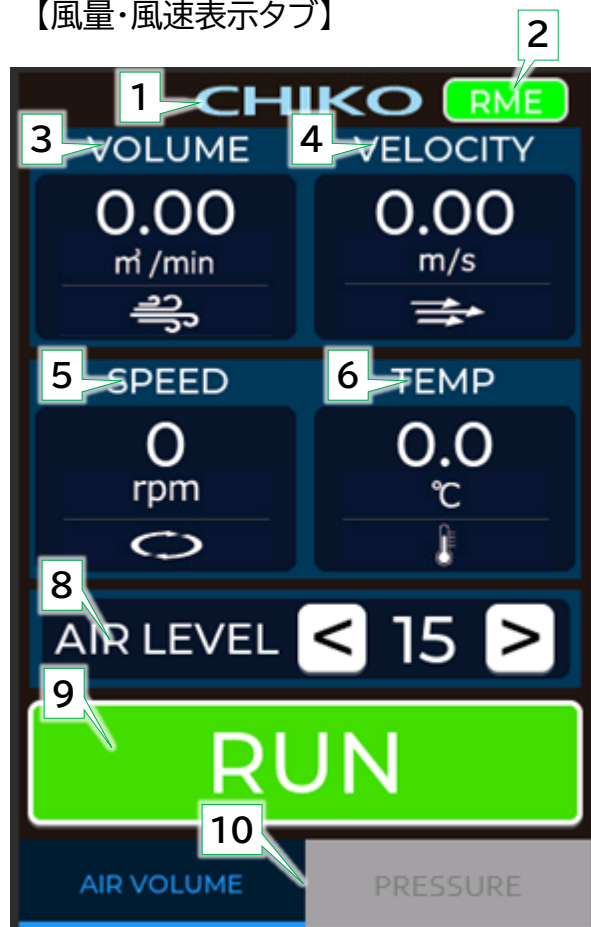 【風量・風速表示タブ】
2
1 CHIKO RME
3 VOLUME 4 VELOCITY
0.00 0.00
㎥/min m/s
5 SPEED 6 TEMP
0 0.0
rpm ℃
8
AIR LEVEL < 15 >
9
RUN
10
AIR VOLUME PRESSURE